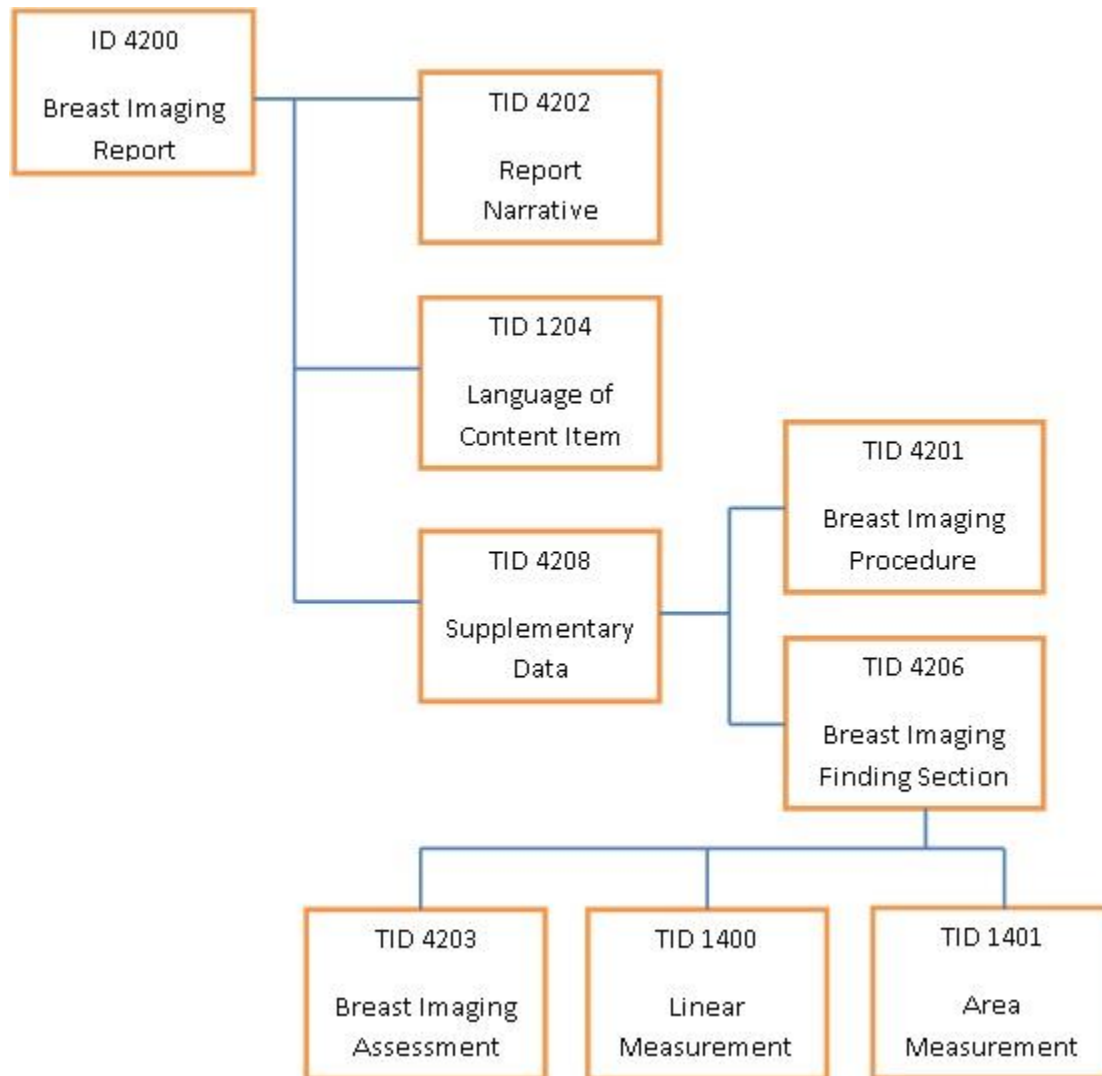 ID 4200
Breast Imaging
Report
TID 4202
Report
Narrative
TID 1204
Language of
Content Item
TID 4208
Supplementary
Data
TID 4201
Breast Imaging
Procedure
TID 4206
Breast Imaging
Finding Section
TID 4203
Breast Imaging
Assessment
TID 1400
Linear
Measurement
TID 1401
Area
Measurement